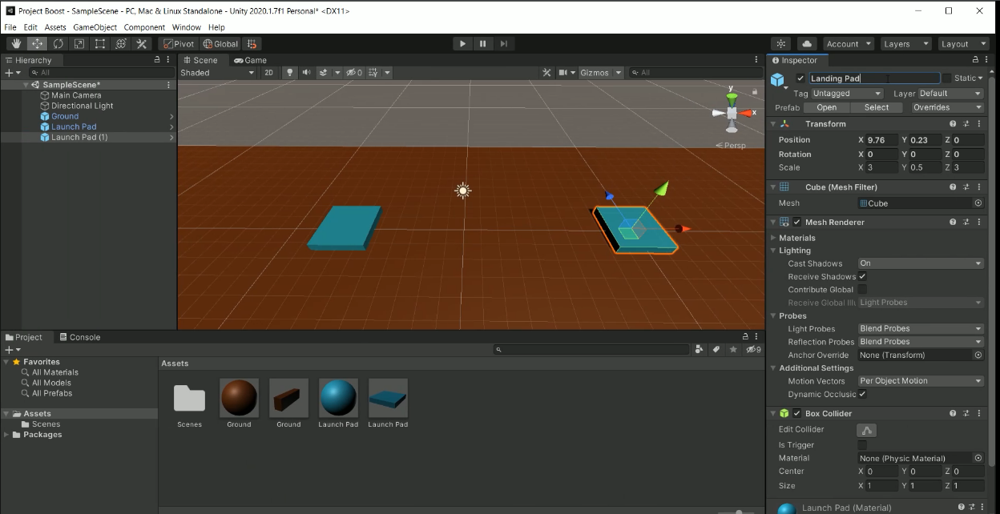 Project Boost - SampleScene - PC, Mac & Linux Standalone - Unity 2020.1.7f1 Personal* <DX11>
File Edit Assets GameObject Component Window Help
Pivot Global Account Layers Layout
Hierarchy
All
SampleScene*
Main Camera
Directional Light
Ground
Launch Pad
Launch Pad (1)
Scene Game
Shaded 2D 0 Gizmos All
y
x
Persp
Inspector
Landing Pad Static
Tag Untagged Layer Default
Prefab Open Select Overrides
Transform
Position X 9.76 Y 0.23 Z 0
Rotation X 0 Y 0 Z 0
Scale X 3 Y 0.5 Z 3
Cube (Mesh Filter)
Mesh Cube
Mesh Renderer
Materials
Lighting
Cast Shadows On
Receive Shadows
Contribute Global
Receive Global Illu Light Probes
Probes
Light Probes Blend Probes
Reflection Probes Blend Probes
Anchor Override None (Transform)
Additional Settings
Motion Vectors Per Object Motion
Dynamic Occlusic
Box Collider
Edit Collider
Is Trigger
Material None (Physic Material)
Center X 0 Y 0 Z 0
Size X 1 Y 1 Z 1
Launch Pad (Material)
Project Console
9
Favorites
All Materials
All Models
All Prefabs
Assets
Scenes
Packages
Assets
Scenes Ground Ground Launch Pad Launch Pad